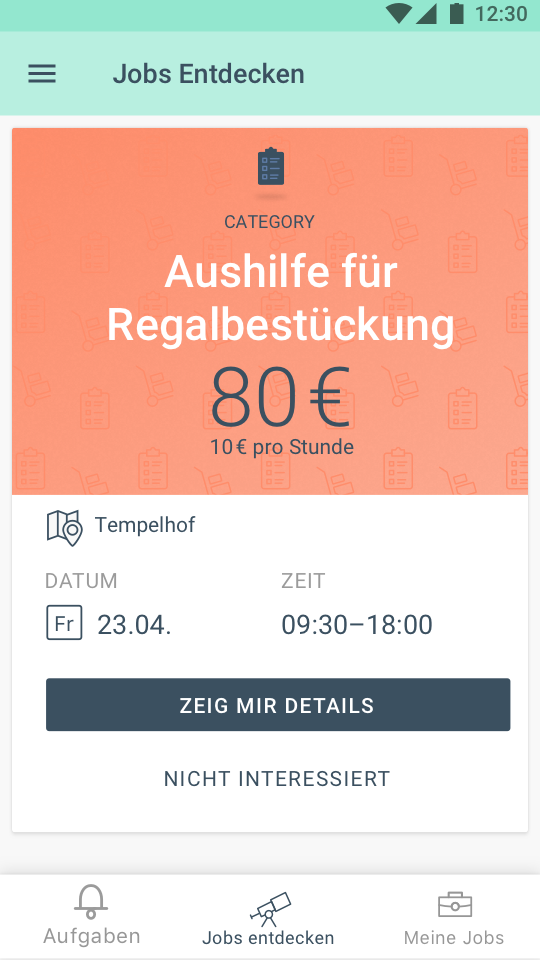 12:30
Jobs Entdecken
CATEGORY
Aushilfe für
Regalbestückung
80 €
10 € pro Stunde
Tempelhof
DATUM
ZEIT
Fr 23.04.
09:30–18:00
ZEIG MIR DETAILS
NICHT INTERESSIERT
Aufgaben
Jobs entdecken
Meine Jobs